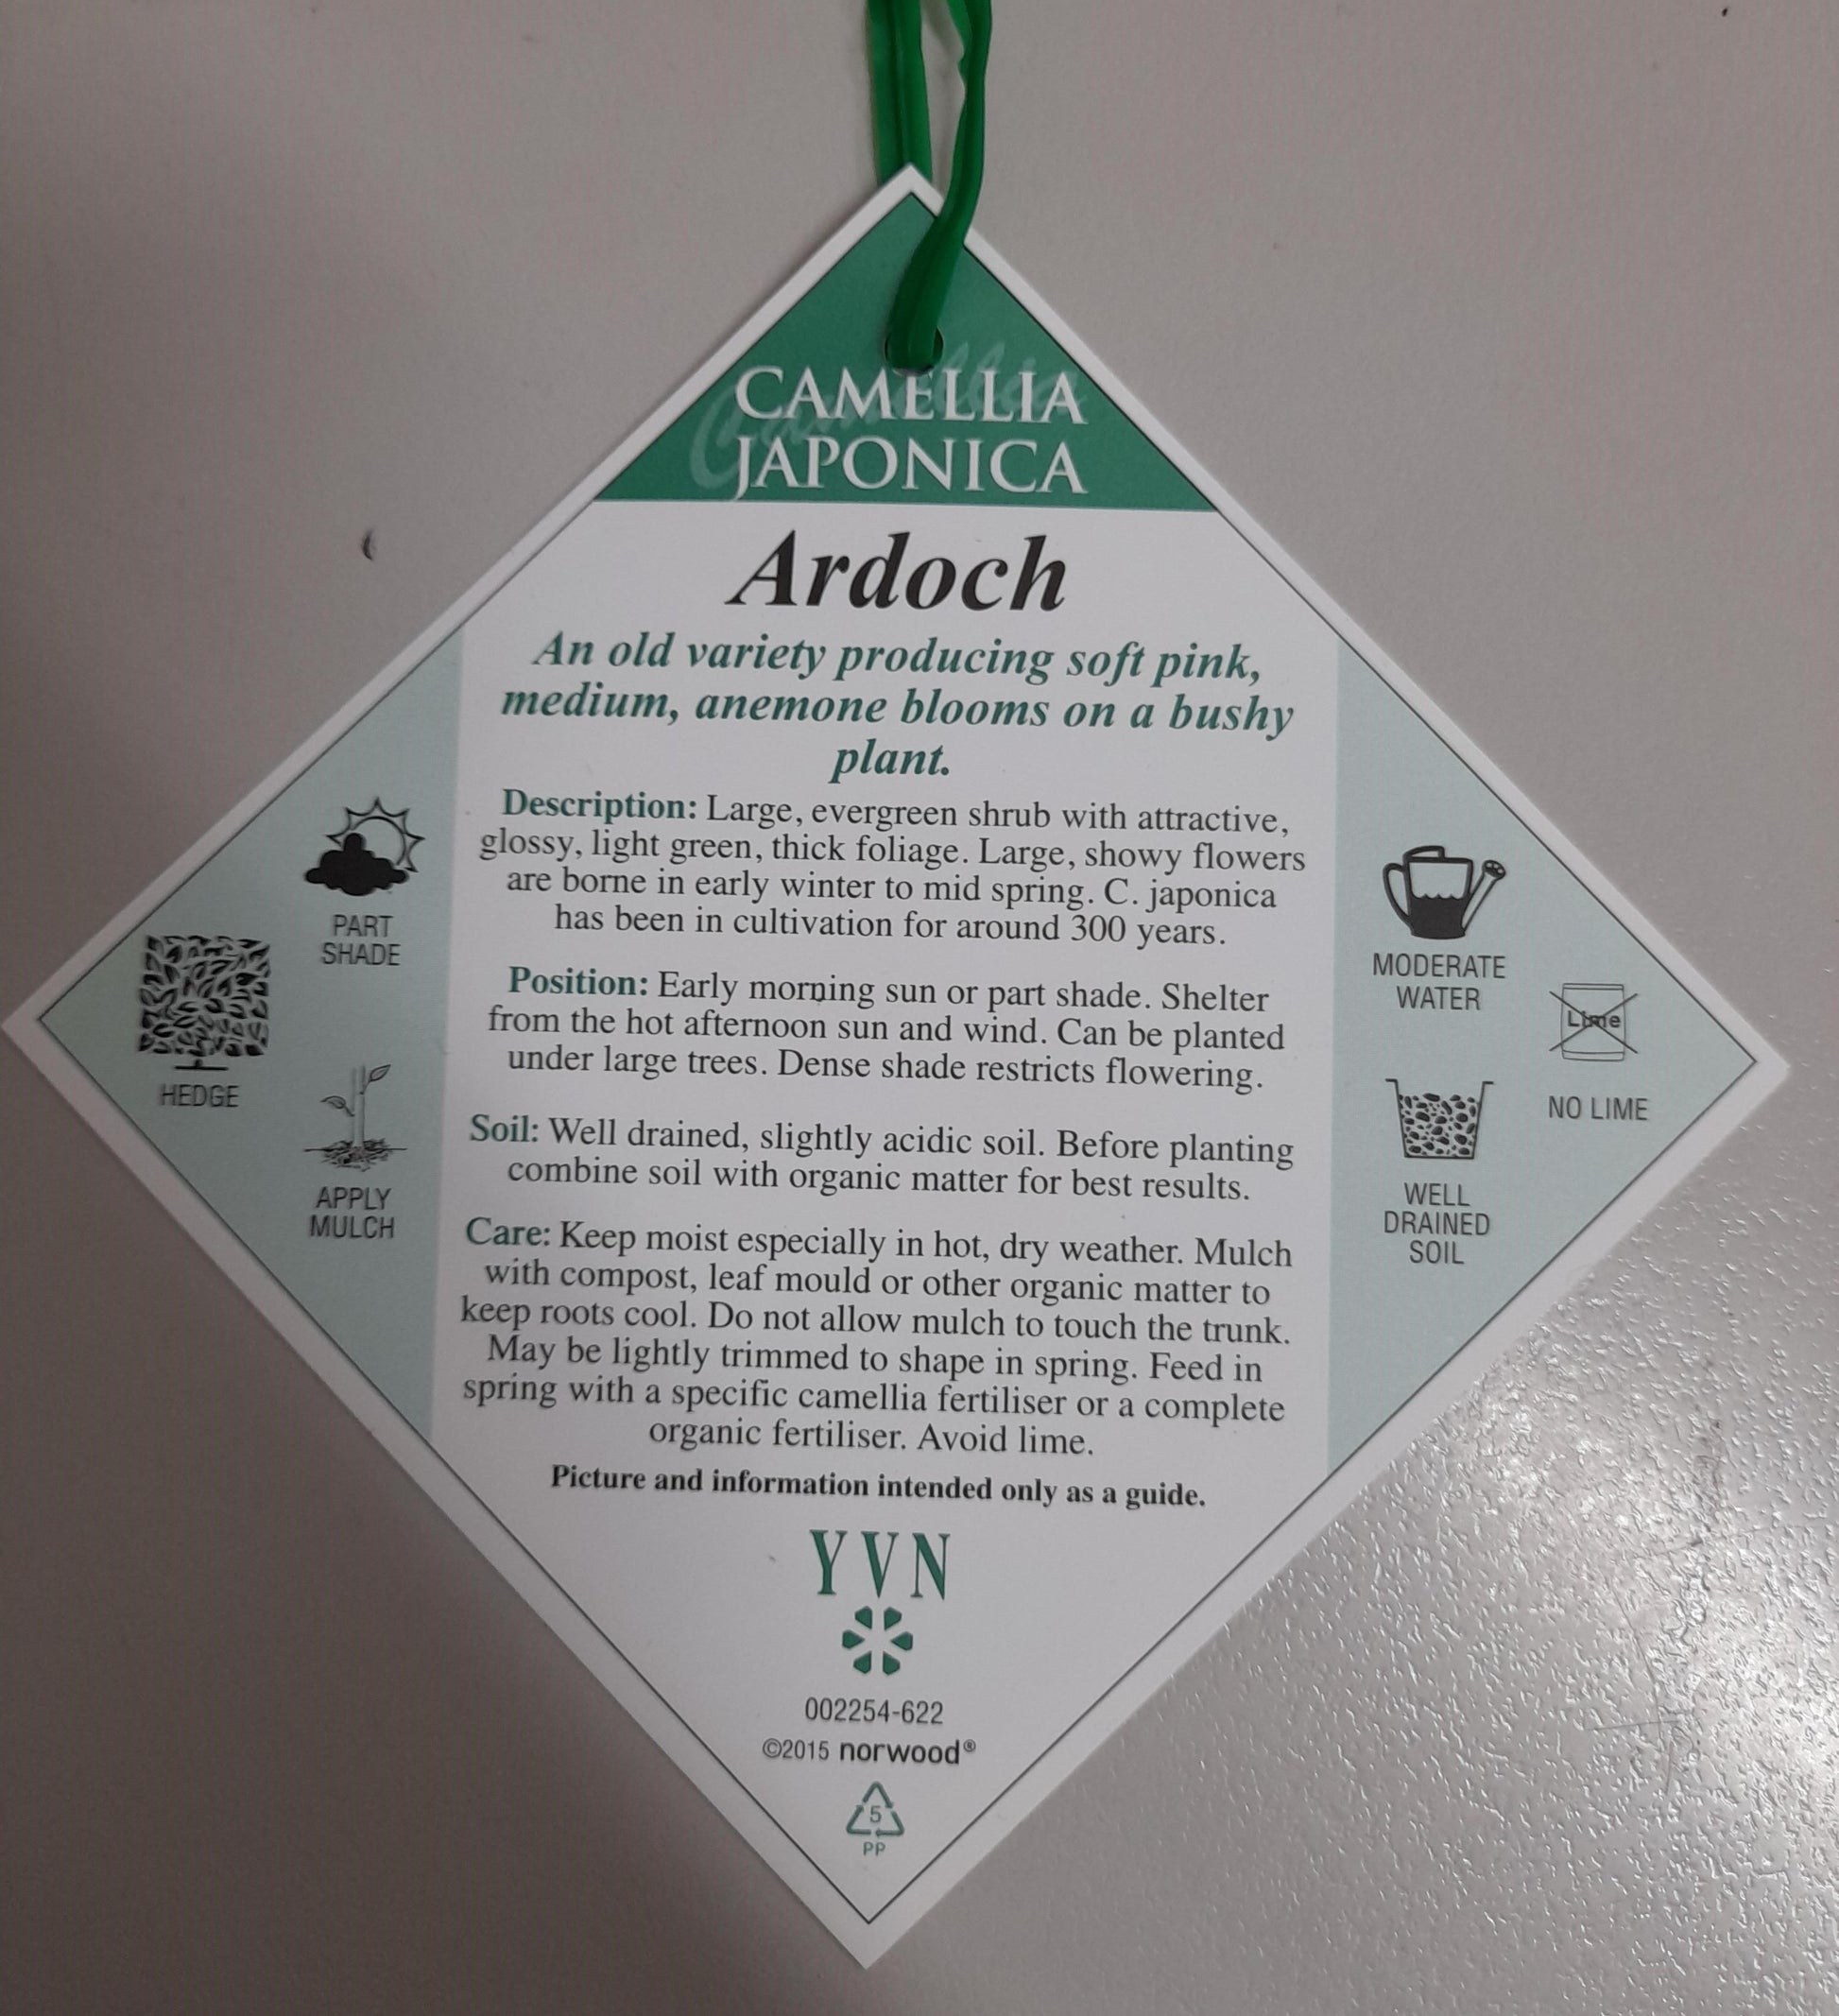 CAMELLIA
JAPONICA
Ardoch
An old variety producing soft pink,
medium, anemone blooms on a bushy
plant.
Description: Large, evergreen shrub with attractive,
glossy, light green, thick foliage. Large, showy flowers
are borne in early winter to mid spring. C. japonica
has been in cultivation for around 300 years.
Position: Early morning sun or part shade. Shelter
from the hot afternoon sun and wind. Can be planted
under large trees. Dense shade restricts flowering.
Soil: Well drained, slightly acidic soil. Before planting
combine soil with organic matter for best results.
Care: Keep moist especially in hot, dry weather. Mulch
with compost, leaf mould or other organic matter to
keep roots cool. Do not allow mulch to touch the trunk.
May be lightly trimmed to shape in spring. Feed in
spring with a specific camellia fertiliser or a complete
organic fertiliser. Avoid lime.
Picture and information intended only as a guide.
PART
SHADE
HEDGE
APPLY
MULCH
MODERATE
WATER
Lime
NO LIME
WELL
DRAINED
SOIL
YVN
002254-622
©2015 norwood®
5
PP